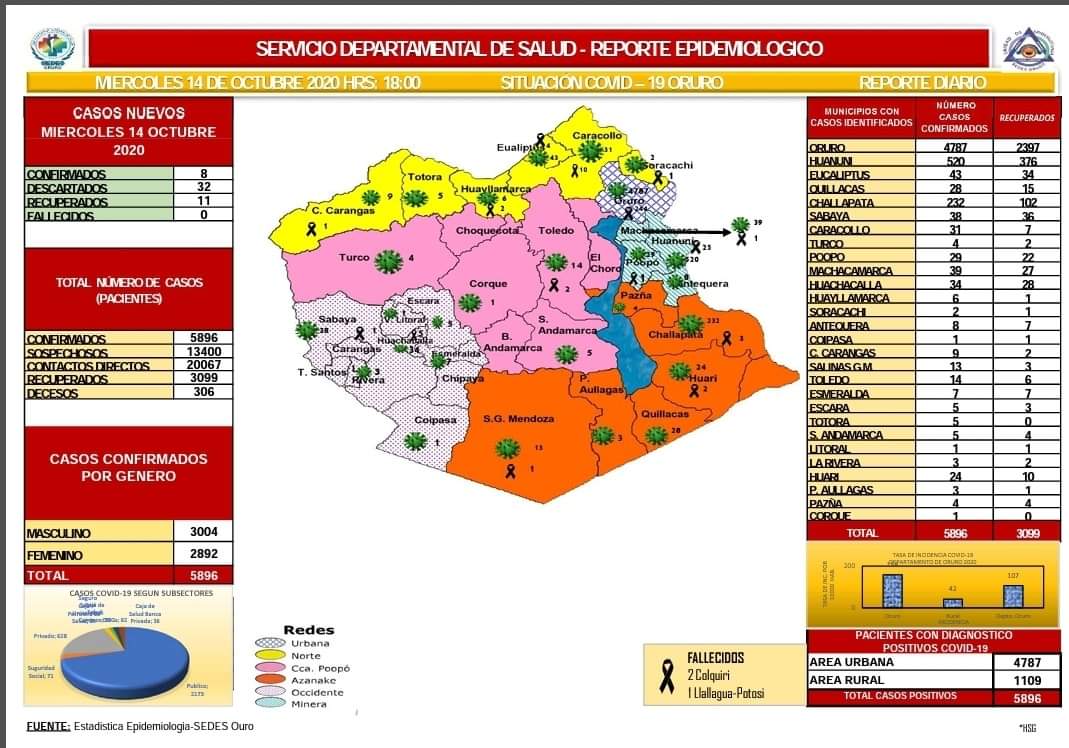 SERVICIO DEPARTAMENTAL DE SALUD - REPORTE EPIDEMIOLOGICO
MIERCOLES 14 DE OCTUBRE 2020 HRS: 18:00 SITUACIÓN COVID – 19 ORURO REPORTE DIARIO
CASOS NUEVOS
MIERCOLES 14 OCTUBRE
2020
CONFIRMADOS 8
DESCARTADOS 32
RECUPERADOS 11
FALLECIDOS 0
TOTAL NÚMERO DE CASOS
(PACIENTES)
CONFIRMADOS 5896
SOSPECHOSOS 13400
CONTACTOS DIRECTOS 20067
RECUPERADOS 3099
DECESOS 306
CASOS CONFIRMADOS
POR GENERO
MASCULINO 3004
FEMENINO 2892
TOTAL 5896
CASOS COVID-19 SEGUN SUBSECTORES
Caja de
Salud Banca
Privada; 36
Privado; 628
Suguridad
Social; 71
Publico;
Caracollo
31
Eualiptus
43
10
2
Soracachi
1
4787
Oruro
Totora
5
Huayllamarca
6
2
9
C. Carangas
1
Choquecota
Toledo
14
2
Machacamarca
39
1
Huanuni
23
520
Poopó
29
1
8
Antequera
El
Choro
Turco
4
Corque
1
Pazña
4
Escara
5
Sabaya
38
1
V. Litoral
1
Huachacalla
34
Carangas
Esmeralda
7
T. Santos
L.
Rivera
3
Chipaya
S.
Andamarca
5
B.
Andamarca
Challapata
232
3
24
Huari
2
P.
Aullagas
3
Quillacas
28
S.G. Mendoza
13
1
Coipasa
1
Redes
Urbana
Norte
Cca. Poopó
Azanake
Occidente
Minera
FALLECIDOS
2 Colquiri
1 Llallagua-Potosi
MUNICIPIOS CON
CASOS IDENTIFICADOS
NÚMERO
CASOS
CONFIRMADOS
RECUPERADOS
ORURO 4787 2397
HUANUNI 520 376
EUCALIPTUS 43 34
QUILLACAS 28 15
CHALLAPATA 232 102
SABAYA 38 36
CARACOLLO 31 7
TURCO 4 2
POOPO 29 22
MACHACAMARCA 39 27
HUACHACALLA 34 28
HUAYLLAMARCA 6 1
SORACACHI 2 1
ANTEQUERA 8 7
COIPASA 1 1
C. CARANGAS 9 2
SALINAS G.M 13 3
TOLEDO 14 6
ESMERALDA 7 7
ESCARA 5 3
TOTORA 5 0
S. ANDAMARCA 5 4
LITORAL 1 1
LA RIVERA 3 2
HUARI 24 10
P. AULLAGAS 3 1
PAZÑA 4 4
CORQUE 1 0
TOTAL 5896 3099
TASA DE INCIDENCIA COVID-19
DEPARTAMENTO DE ORURO 2020
200
42
107
0
Oruro
Rural
Depto. Oruro
INCIDENCIA
PACIENTES CON DIAGNOSTICO
POSITIVOS COVID-19
AREA URBANA 4787
AREA RURAL 1109
TOTAL CASOS POSITIVOS 5896
FUENTE: Estadistica Epidemiologia-SEDES Ouro
*HSG